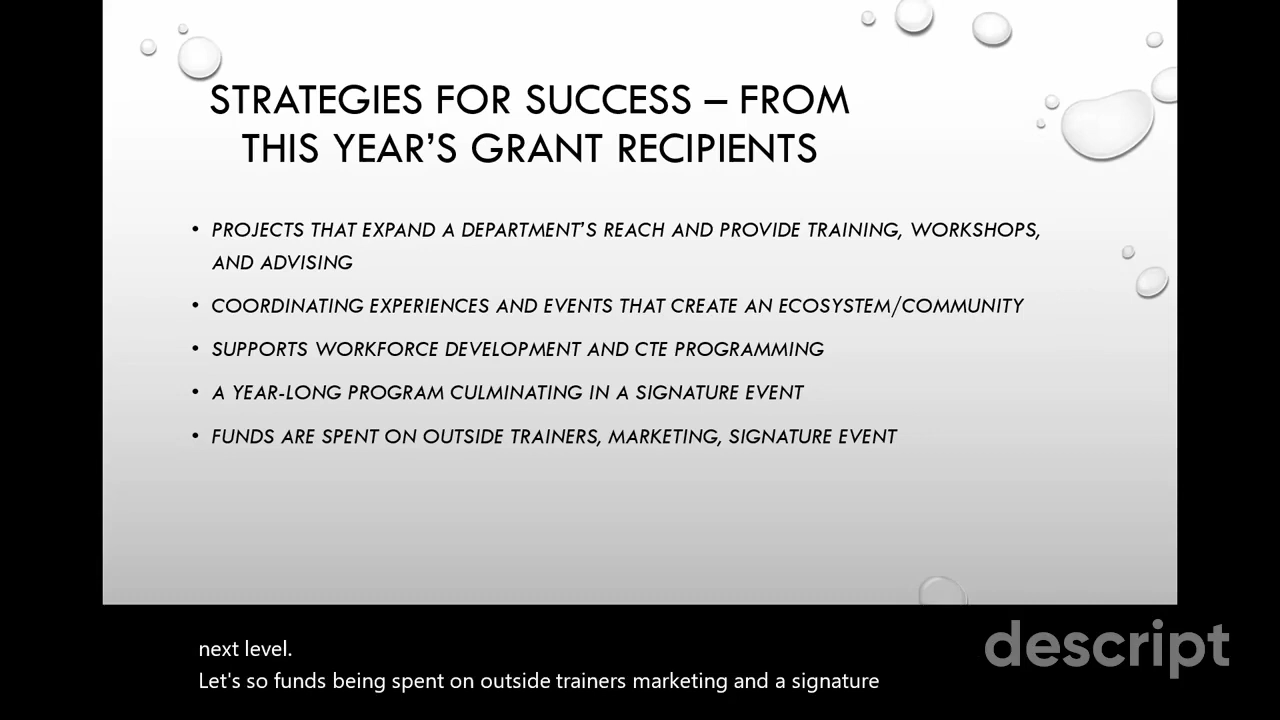 STRATEGIES FOR SUCCESS – FROM
THIS YEAR'S GRANT RECIPIENTS
• PROJECTS THAT EXPAND A DEPARTMENT'S REACH AND PROVIDE TRAINING, WORKSHOPS,
AND ADVISING
• COORDINATING EXPERIENCES AND EVENTS THAT CREATE AN ECOSYSTEM/COMMUNITY
• SUPPORTS WORKFORCE DEVELOPMENT AND CTE PROGRAMMING
• A YEAR-LONG PROGRAM CULMINATING IN A SIGNATURE EVENT
• FUNDS ARE SPENT ON OUTSIDE TRAINERS, MARKETING, SIGNATURE EVENT
next level.
Let's so funds being spent on outside trainers marketing and a signature
descript